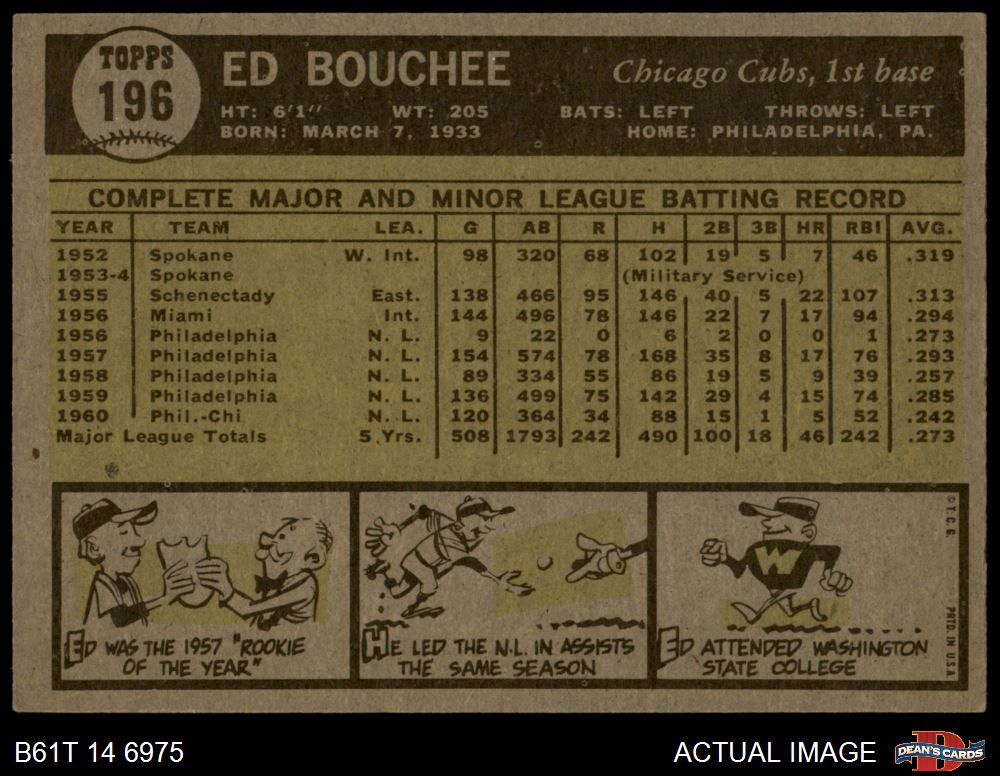 TOPPS
196
ED BOUCHEE
Chicago Cubs, 1st base
HT: 6'1'' WT: 205 BATS: LEFT THROWS: LEFT
BORN: MARCH 7, 1933 HOME: PHILADELPHIA, PA.
COMPLETE MAJOR AND MINOR LEAGUE BATTING RECORD
YEAR TEAM LEA. G AB R H 2B 3B HR RBI AVG.
1952 Spokane W. Int. 98 320 68 102 19 5 7 46 .319
1953-4 Spokane (Military Service)
1955 Schenectady East. 138 466 95 146 40 5 22 107 .313
1956 Miami Int. 144 496 78 146 22 7 17 94 .294
1956 Philadelphia N. L. 9 22 0 6 2 0 0 1 .273
1957 Philadelphia N. L. 154 574 78 168 35 8 17 76 .293
1958 Philadelphia N. L. 89 334 55 86 19 5 9 39 .257
1959 Philadelphia N. L. 136 499 75 142 29 4 15 74 .285
1960 Phil.-Chi N. L. 120 364 34 88 15 1 5 52 .242
Major League Totals 5 Yrs. 508 1793 242 490 100 18 46 242 .273
ED WAS THE 1957 "ROOKIE
OF THE YEAR"
HE LED THE N.L. IN ASSISTS
THE SAME SEASON
W
ED ATTENDED WASHINGTON
STATE COLLEGE
© T. C. G.
PRTD. IN U.S.A.
B61T 14 6975
ACTUAL IMAGE
D
DEAN'S CARDS